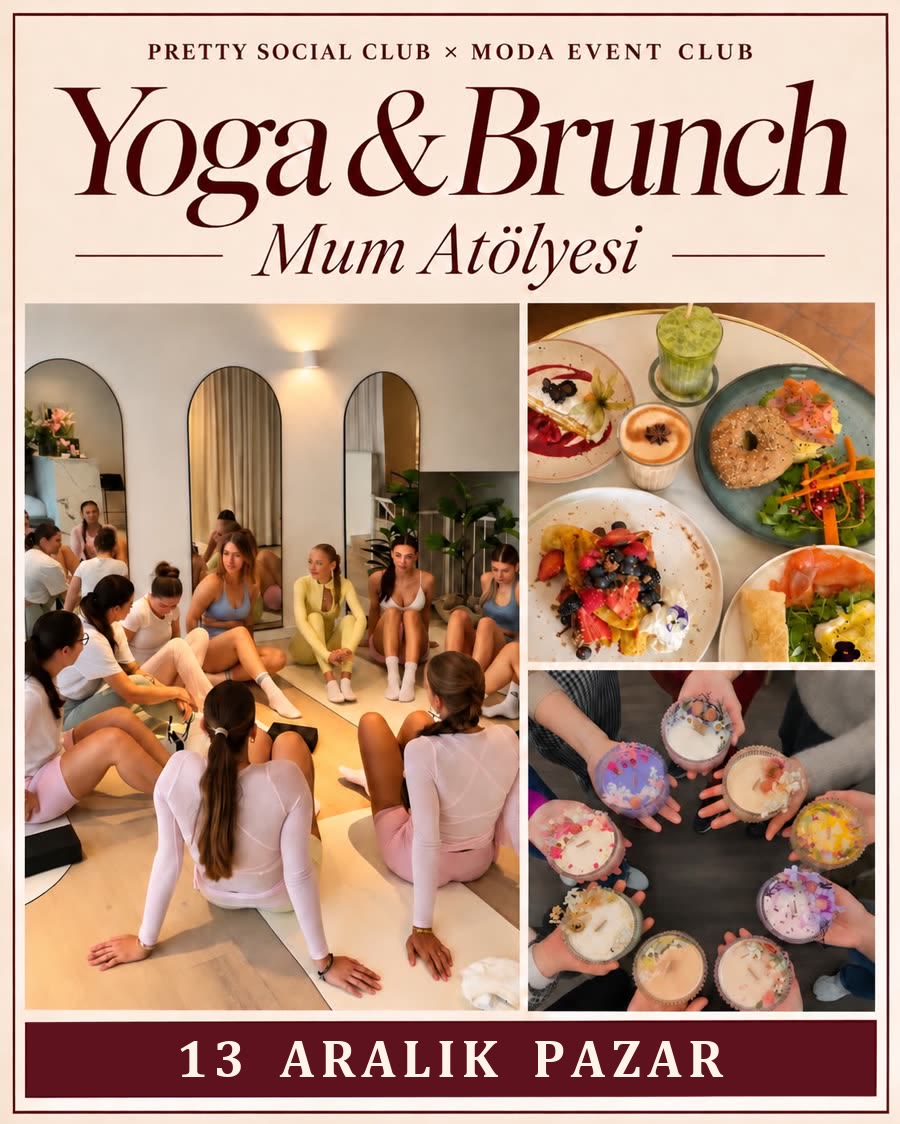 PRETTY SOCIAL CLUB × MODA EVENT CLUB
Yoga & Brunch
Mum Atölyesi
13 ARALIK PAZAR